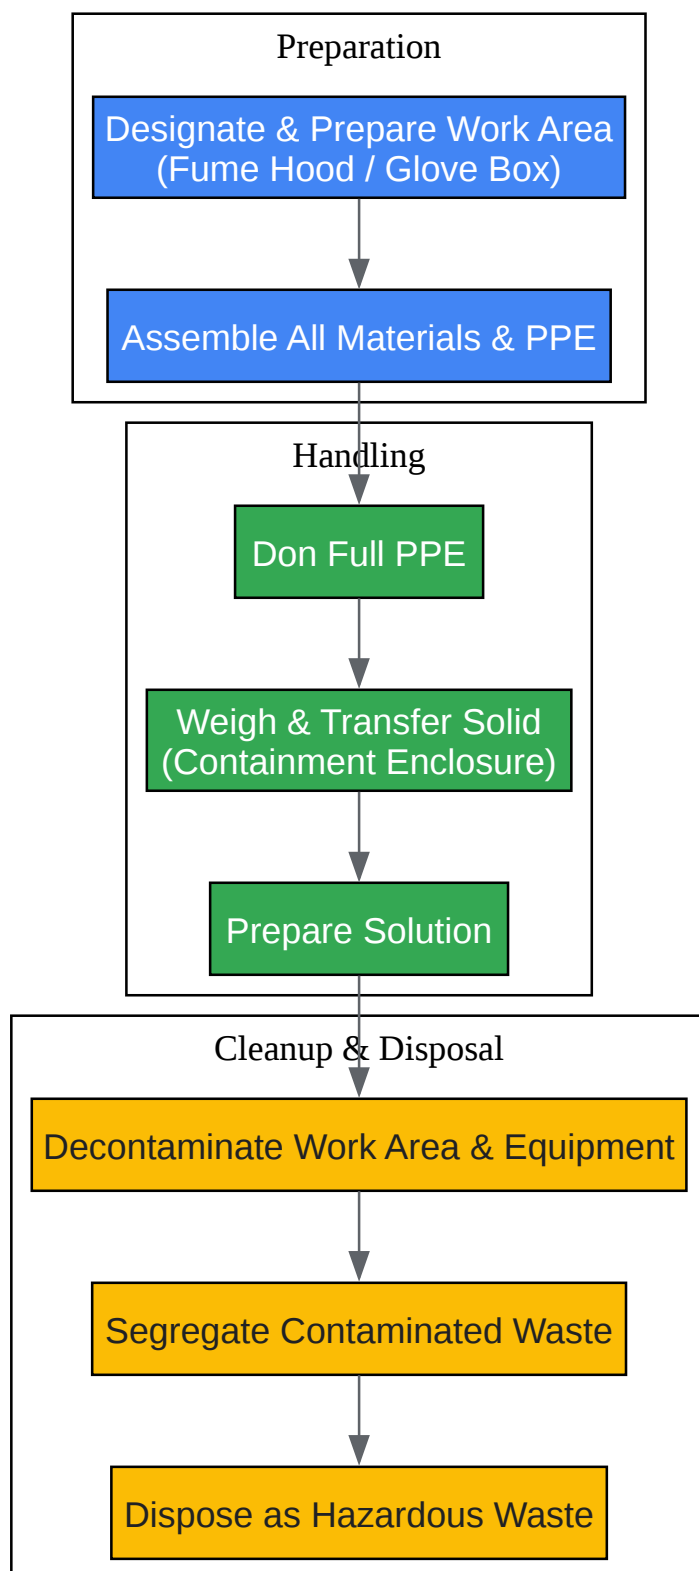 Preparation
Designate & Prepare Work Area
(Fume Hood / Glove Box)
Assemble All Materials & PPE
Handling
Don Full PPE
Weigh & Transfer Solid
(Containment Enclosure)
Prepare Solution
Cleanup & Disposal
Decontaminate Work Area & Equipment
Segregate Contaminated Waste
Dispose as Hazardous Waste